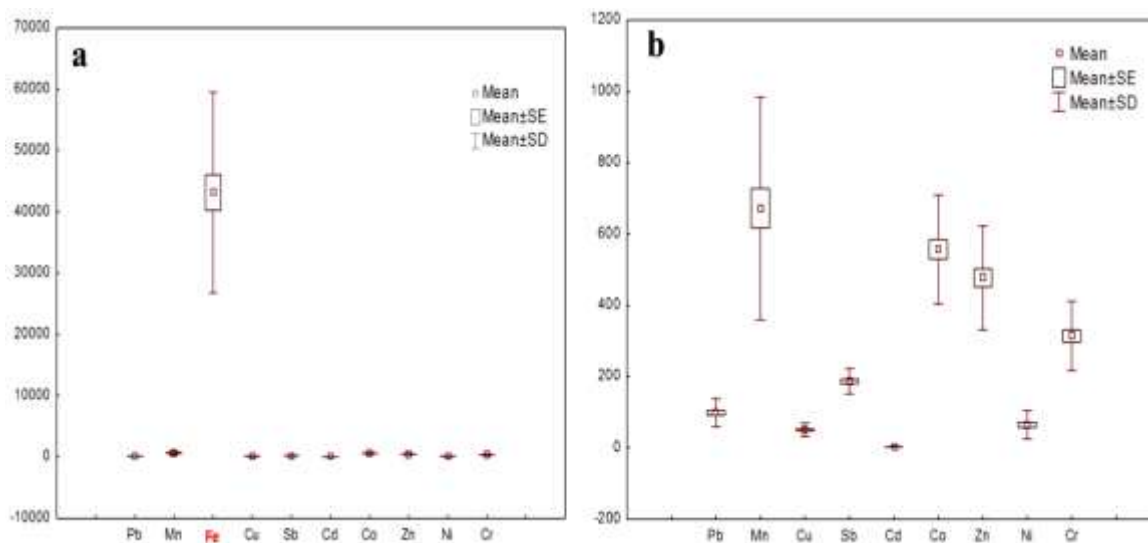 a
70000
60000
50000
40000
30000
20000
10000
0
-10000
Mean
Mean±SE
Mean±SD
Pb Mn Fe Cu Sb Cd Co Zn Ni Cr
b
1200
1000
800
600
400
200
0
-200
Mean
Mean±SE
Mean±SD
Pb Mn Cu Sb Cd Co Zn Ni Cr